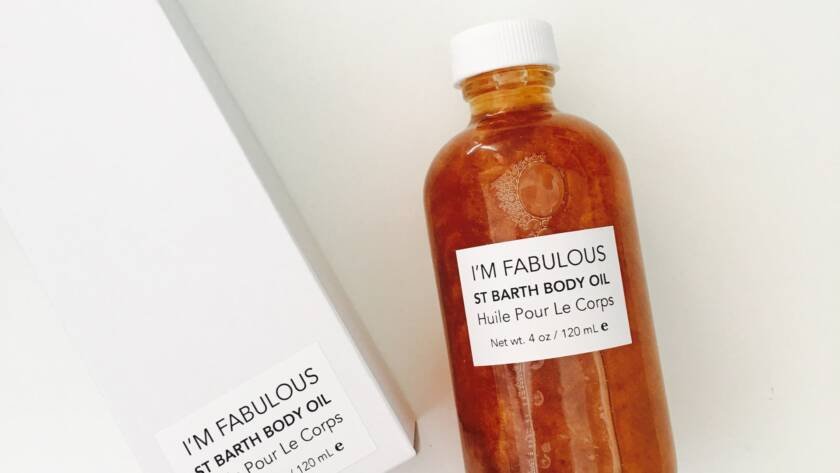 I'M FABULOUS
ST BARTH BODY OIL
Huile Pour Le Corps
Net wt. 4 oz / 120 mL e
I'M FABULOUS
ST BARTH BODY OIL
Pour Le Corps
/ 120 mL e